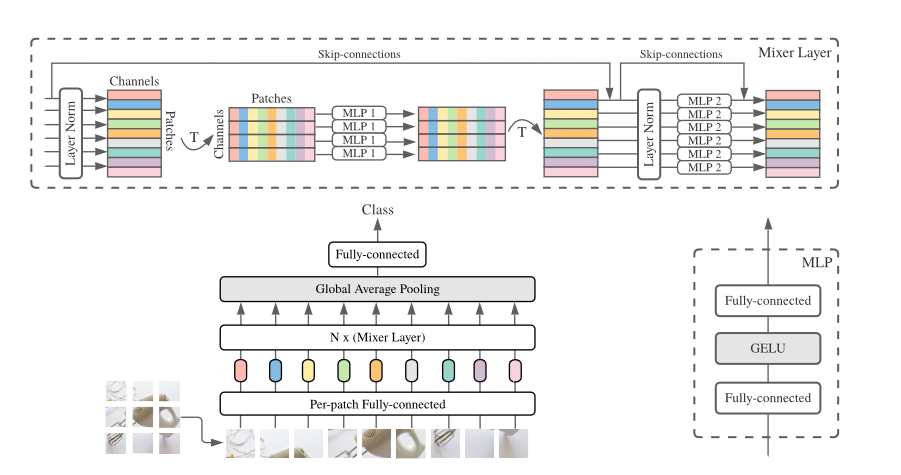 Skip-connections
Skip-connections
Mixer Layer
Channels
Layer Norm
Patches
T
Channels
Patches
MLP 1
MLP 1
MLP 1
MLP 1
T
Layer Norm
MLP 2
MLP 2
MLP 2
MLP 2
MLP 2
MLP 2
Class
Fully-connected
Global Average Pooling
N x (Mixer Layer)
Per-patch Fully-connected
MLP
Fully-connected
GELU
Fully-connected